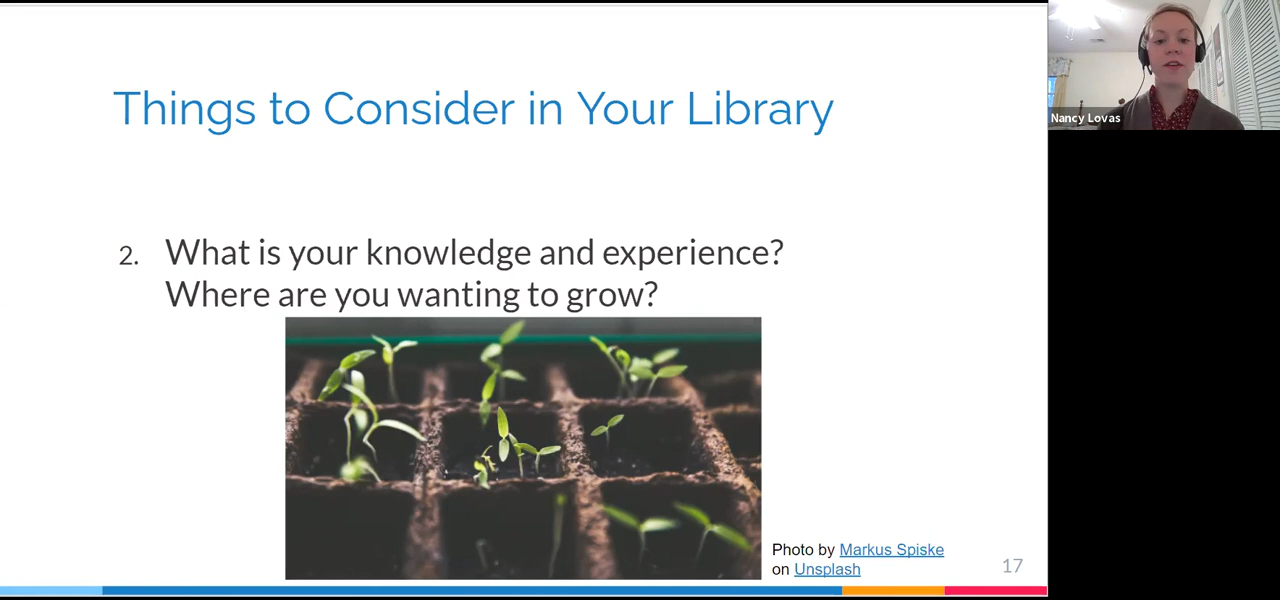 Things to Consider in Your Library
Nancy Lovas
2. What is your knowledge and experience?
Where are you wanting to grow?
Photo by Markus Spiske
on Unsplash
17